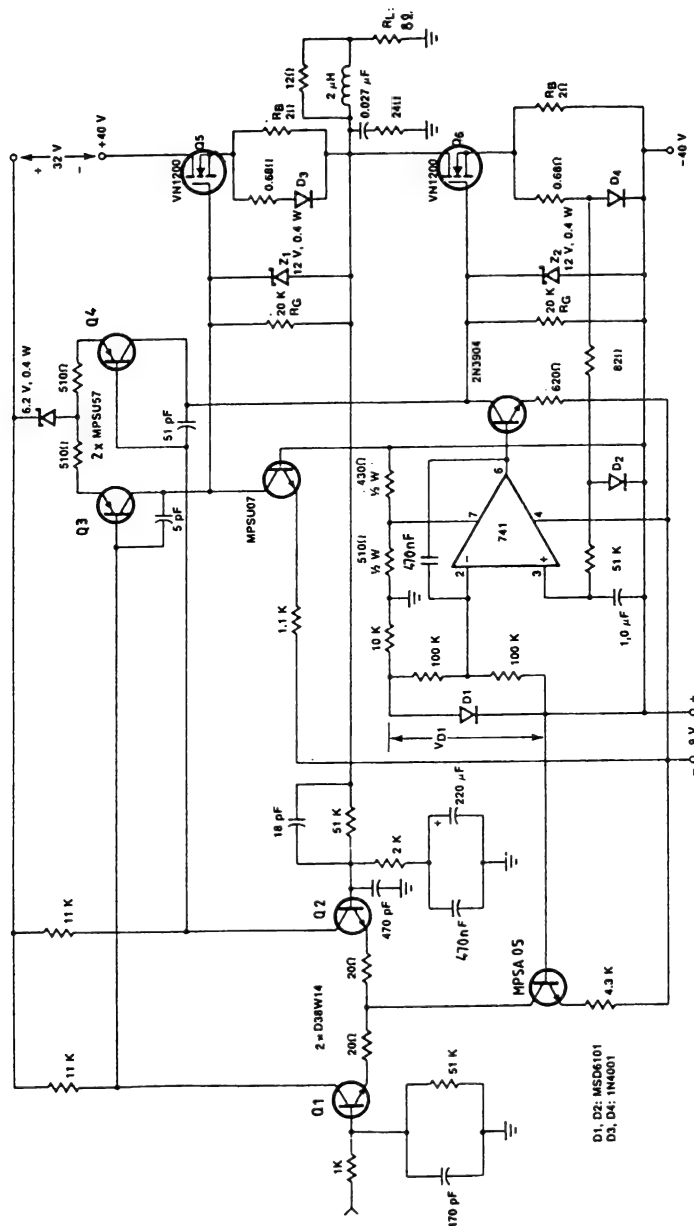 +
32 V
−
+40 V
VN1200
Q5
RB
2Ω
0.68Ω
D3
12Ω
2 μH
0.027 μF
24Ω
RL:
8Ω
VN1200
Q6
RB
2Ω
0.68Ω
D4
−40 V
6.2 V, 0.4 W
Q4
510Ω
510Ω
2 x MPSU57
Q3
51 pF
5 pF
Z1
12 V, 0.4 W
20 K
RG
Z2
12 V, 0.4 W
20 K
RG
2N3904
620Ω
82Ω
MPSU07
430Ω
½ W
510Ω
½ W
470nF
6
7
741
4
2
−
3
+
D2
51 K
1,0 μF
1.1 K
10 K
100 K
100 K
D1
VD1
− 9 V +
18 pF
51 K
2 K
220 μF
+
470nF
11 K
Q2
470 pF
20Ω
2 x D38W14
20Ω
MPSA 05
4.3 K
11 K
Q1
1K
51 K
470 pF
D1, D2: MSD6101
D3, D4: 1N4001